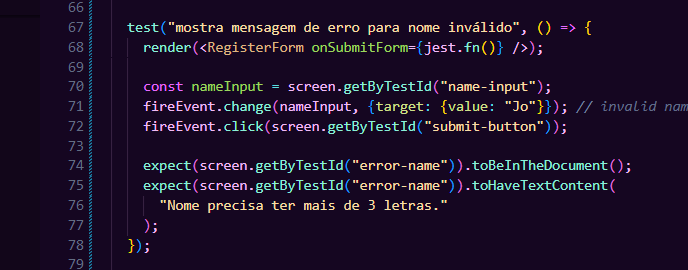 66
67 test("mostra mensagem de erro para nome inválido", () => {
68 render(<RegisterForm onSubmitForm={jest.fn()} />);
69
70 const nameInput = screen.getByTestId("name-input");
71 fireEvent.change(nameInput, {target: {value: "Jo"}}); // invalid nam
72 fireEvent.click(screen.getByTestId("submit-button"));
73
74 expect(screen.getByTestId("error-name")).toBeInTheDocument();
75 expect(screen.getByTestId("error-name")).toHaveTextContent(
76 "Nome precisa ter mais de 3 letras."
77 );
78 });
79